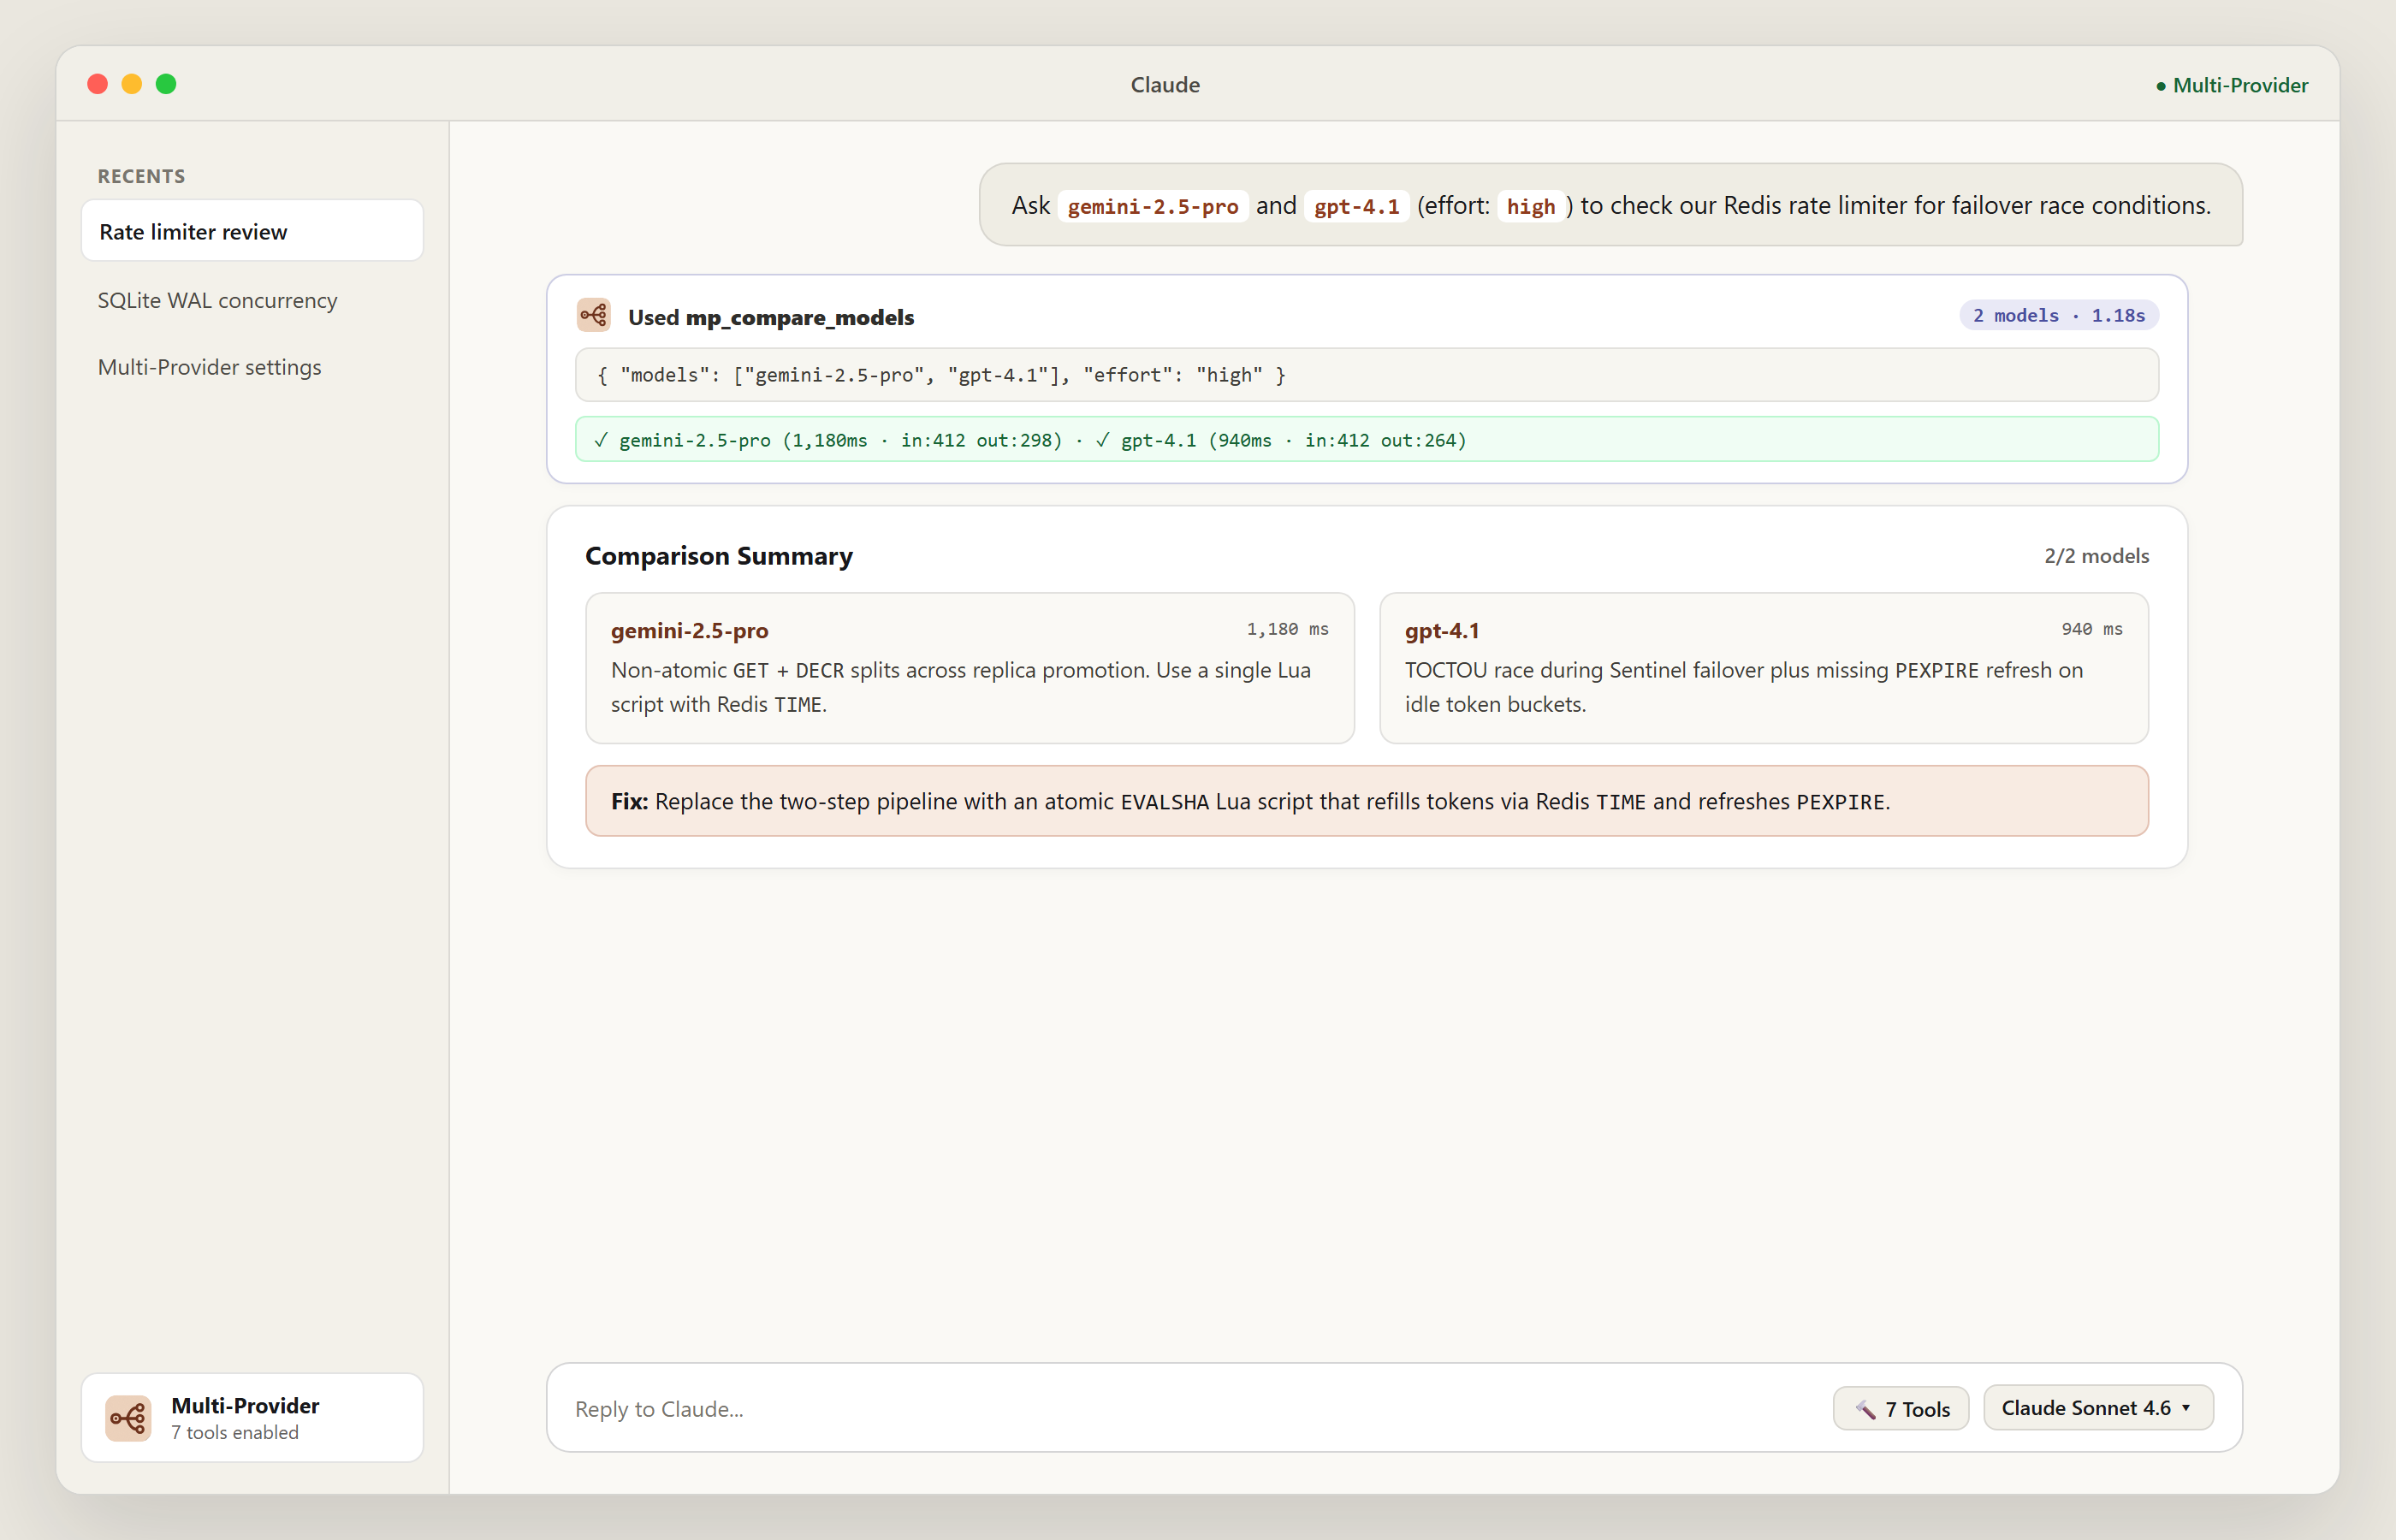 Claude
● Multi-Provider
RECENTS
Rate limiter review
SQLite WAL concurrency
Multi-Provider settings
Ask gemini-2.5-pro and gpt-4.1 (effort: high) to check our Redis rate limiter for failover race conditions.
Used mp_compare_models
2 models · 1.18s
{ "models": ["gemini-2.5-pro", "gpt-4.1"], "effort": "high" }
✓ gemini-2.5-pro (1,180ms · in:412 out:298) · ✓ gpt-4.1 (940ms · in:412 out:264)
Comparison Summary
2/2 models
gemini-2.5-pro
1,180 ms
Non-atomic GET + DECR splits across replica promotion. Use a single Lua
script with Redis TIME.
gpt-4.1
940 ms
TOCTOU race during Sentinel failover plus missing PEXPIRE refresh on
idle token buckets.
Fix: Replace the two-step pipeline with an atomic EVALSHA Lua script that refills tokens via Redis TIME and refreshes PEXPIRE.
Multi-Provider
7 tools enabled
Reply to Claude...
🔨 7 Tools
Claude Sonnet 4.6 ▾